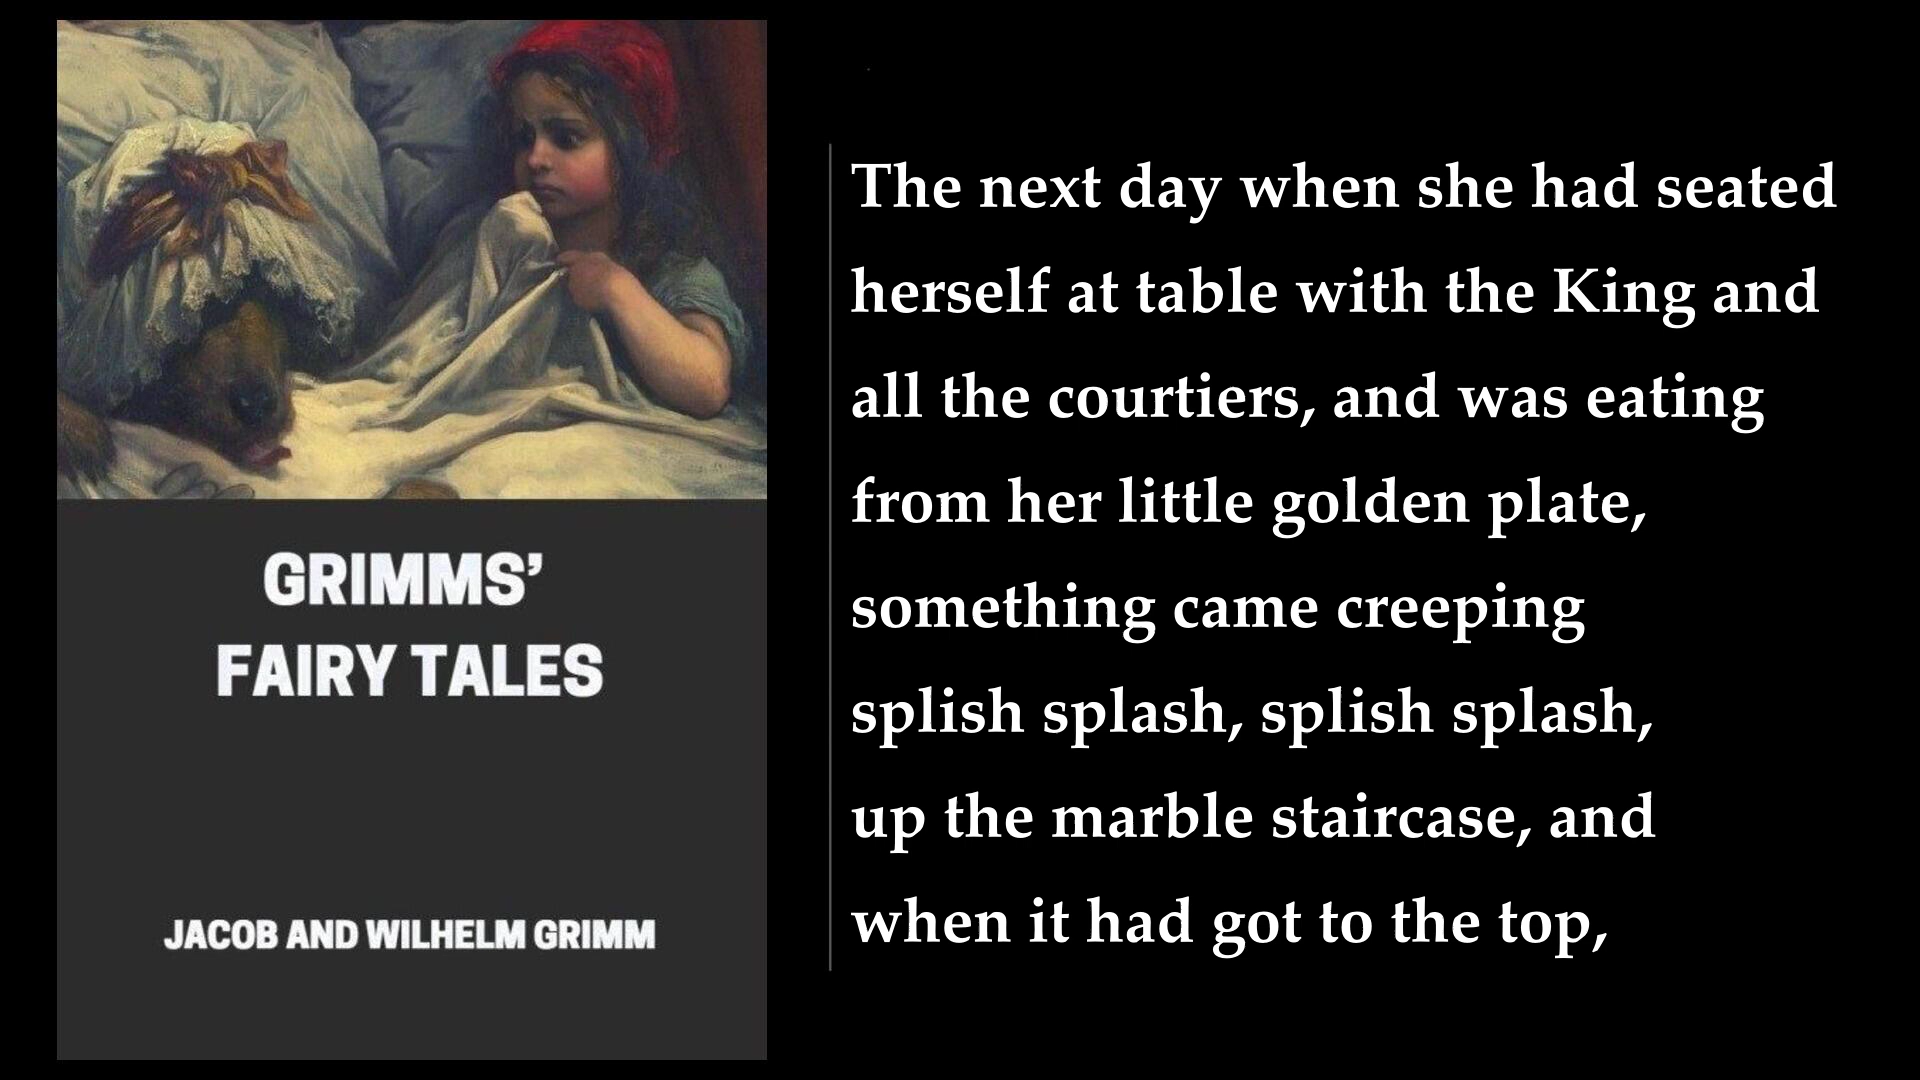 GRIMMS’
FAIRY TALES
JACOB AND WILHELM GRIMM
The next day when she had seated
herself at table with the King and
all the courtiers, and was eating
from her little golden plate,
something came creeping
splish splash, splish splash,
up the marble staircase, and
when it had got to the top,